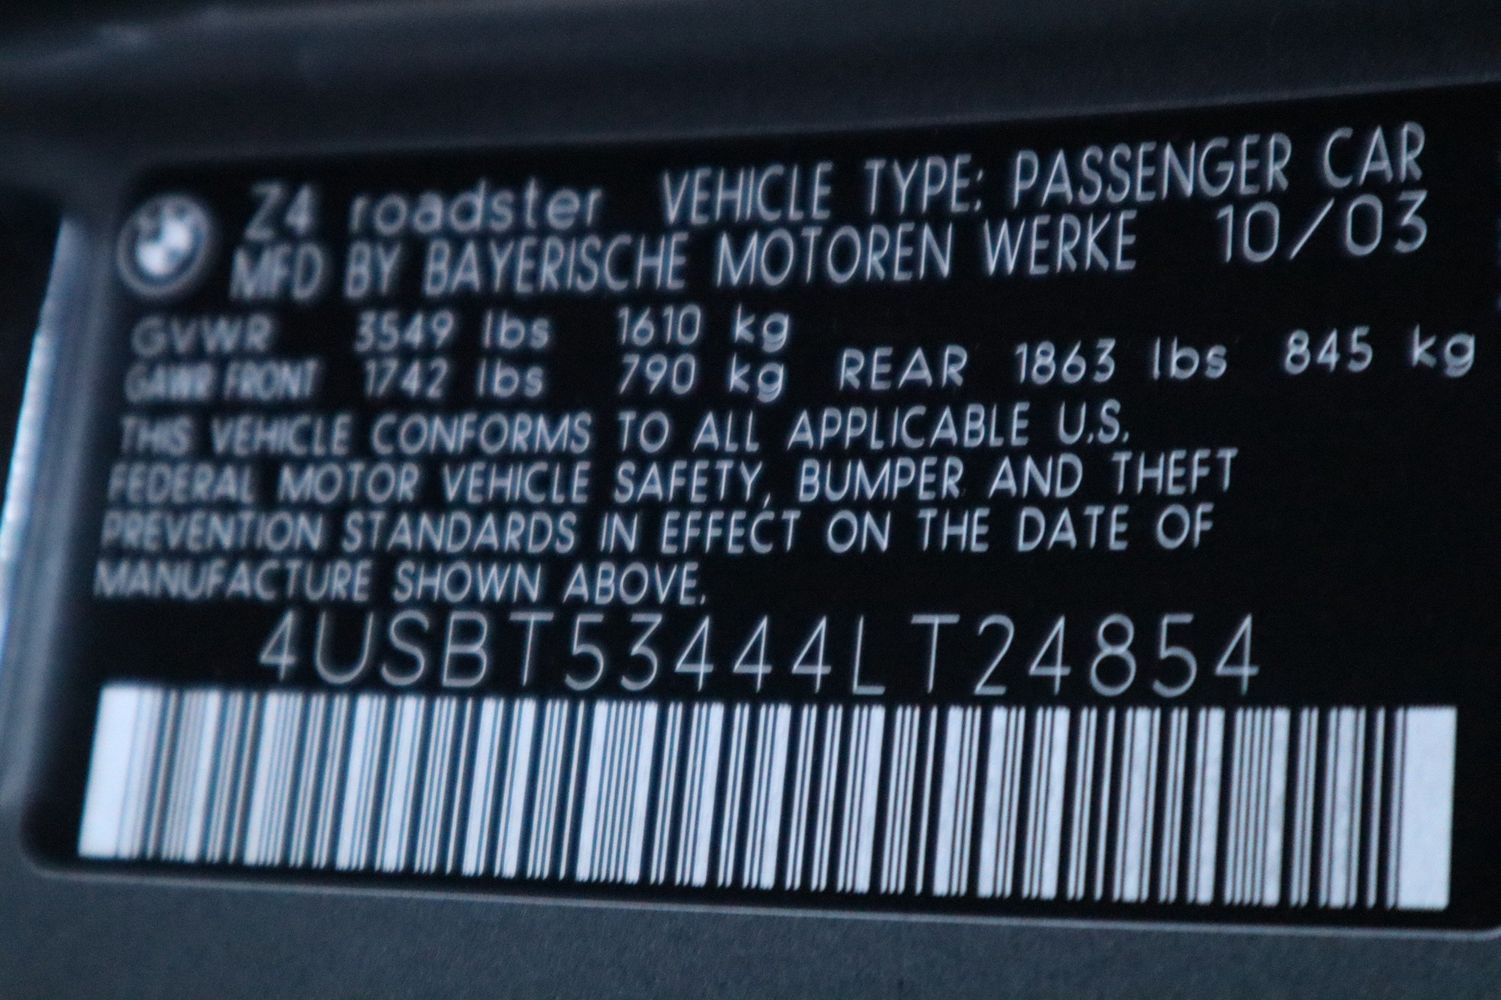 Z4 roadster VEHICLE TYPE: PASSENGER CAR
MFD BY BAYERISCHE MOTOREN WERKE 10/03
GVWR 3549 lbs 1610 kg
GAWR FRONT 1742 lbs 790 kg REAR 1863 lbs 845 kg
THIS VEHICLE CONFORMS TO ALL APPLICABLE U.S.
FEDERAL MOTOR VEHICLE SAFETY, BUMPER AND THEFT
PREVENTION STANDARDS IN EFFECT ON THE DATE OF
MANUFACTURE SHOWN ABOVE.
4USBT53444LT24854